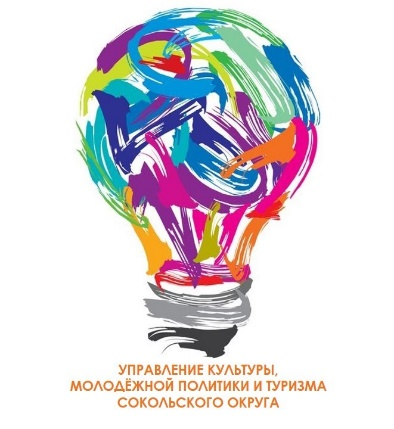 УПРАВЛЕНИЕ КУЛЬТУРЫ,
МОЛОДЁЖНОЙ ПОЛИТИКИ И ТУРИЗМА
СОКОЛЬСКОГО ОКРУГА